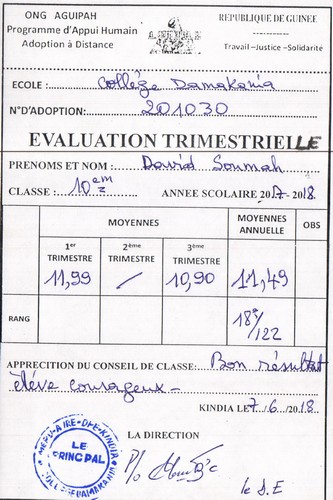 ONG AGUIPAH
Programme d'Appui Humain
Adoption à Distance
REPUBLIQUE DE GUINEE
Travail –Justice –Solidarité
ECOLE : Collège Damakania
N°D'ADOPTION: 201030
EVALUATION TRIMESTRIELLE
PRENOMS ET NOM : David Soumah
CLASSE : 10em ANNEE SCOLAIRE 2017 - 2018
MOYENNES MOYENNES ANNUELLE OBS
1er TRIMESTRE 2ème TRIMESTRE 3ème TRIMESTRE
11,99 / 10,90 11,49
RANG 18e/122
APPRECITION DU CONSEIL DE CLASSE: Bon résultat
élève courageux -
KINDIA LE 7 / 6 /2018
LA DIRECTION
LE PRINCIPAL
P/o
le S.E